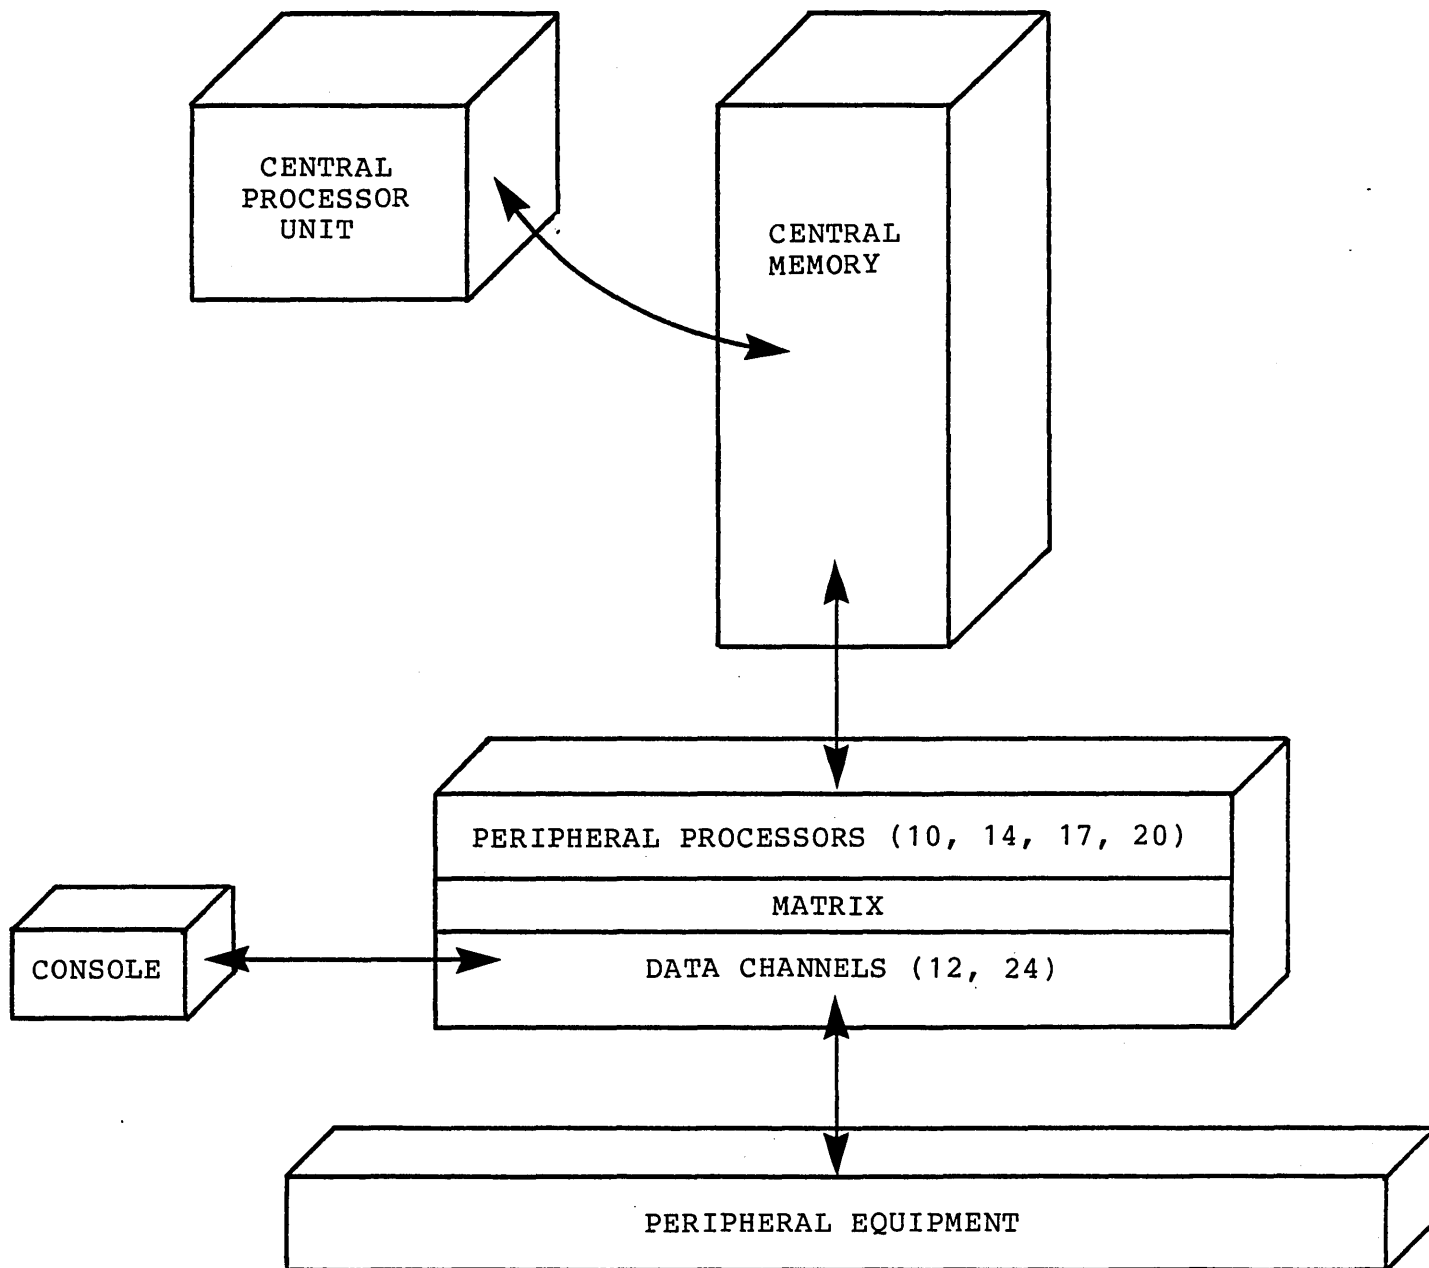 CENTRAL
PROCESSOR
UNIT
CENTRAL
MEMORY
PERIPHERAL PROCESSORS (10, 14, 17, 20)
MATRIX
CONSOLE
DATA CHANNELS (12, 24)
PERIPHERAL EQUIPMENT